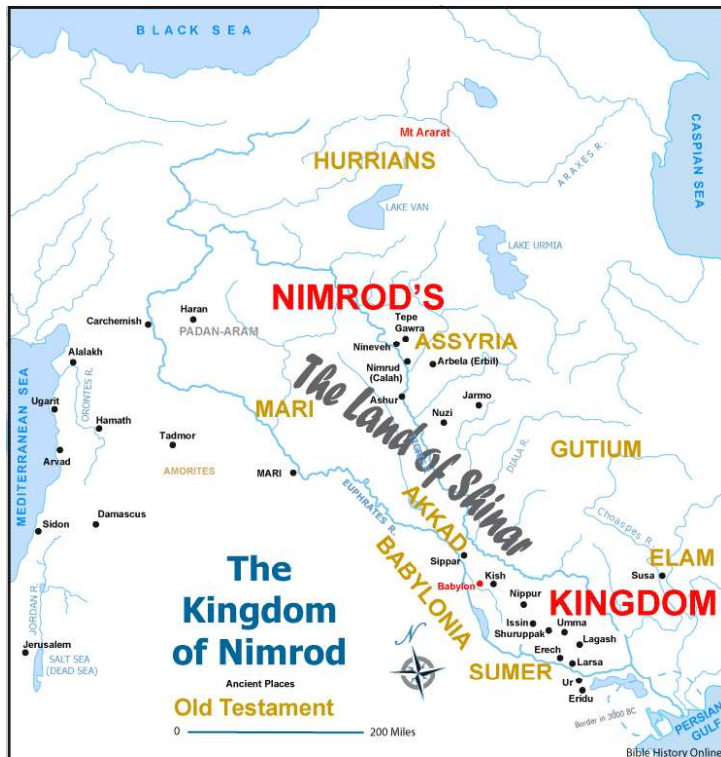 BLACK SEA
CASPIAN SEA
Mt Ararat
HURRIANS
ARAXES R.
LAKE VAN
LAKE URMIA
NIMROD'S
Haran
Carchemish
PADAN-ARAM
Tepe
Gawra
ASSYRIA
Nineveh
Arbela (Erbil)
Nimrud
(Calah)
Alalakh
MEDITERRANEAN SEA
ORONTES R.
The Land of Shinar
Ashur
Jarmo
Ugarit
MARI
Nuzi
Hamath
Tadmor
DIALA R.
GUTIUM
Arvad
AMORITES
MARI
EUPHRATES R.
AKKAD
Choaspes R.
Damascus
Sidon
BABYLONIA
Sippar
ELAM
Susa
The
Kingdom
of Nimrod
Babylon
Kish
Nippur
KINGDOM
JORDAN R.
Issin
Umma
Shuruppak
Lagash
Jerusalem
SALT SEA
(DEAD SEA)
N
Erech
Larsa
SUMER
Ur
Eridu
Ancient Places
Old Testament
Border in 3000 BC
PERSIAN
GULF
0 200 Miles
Bible History Online